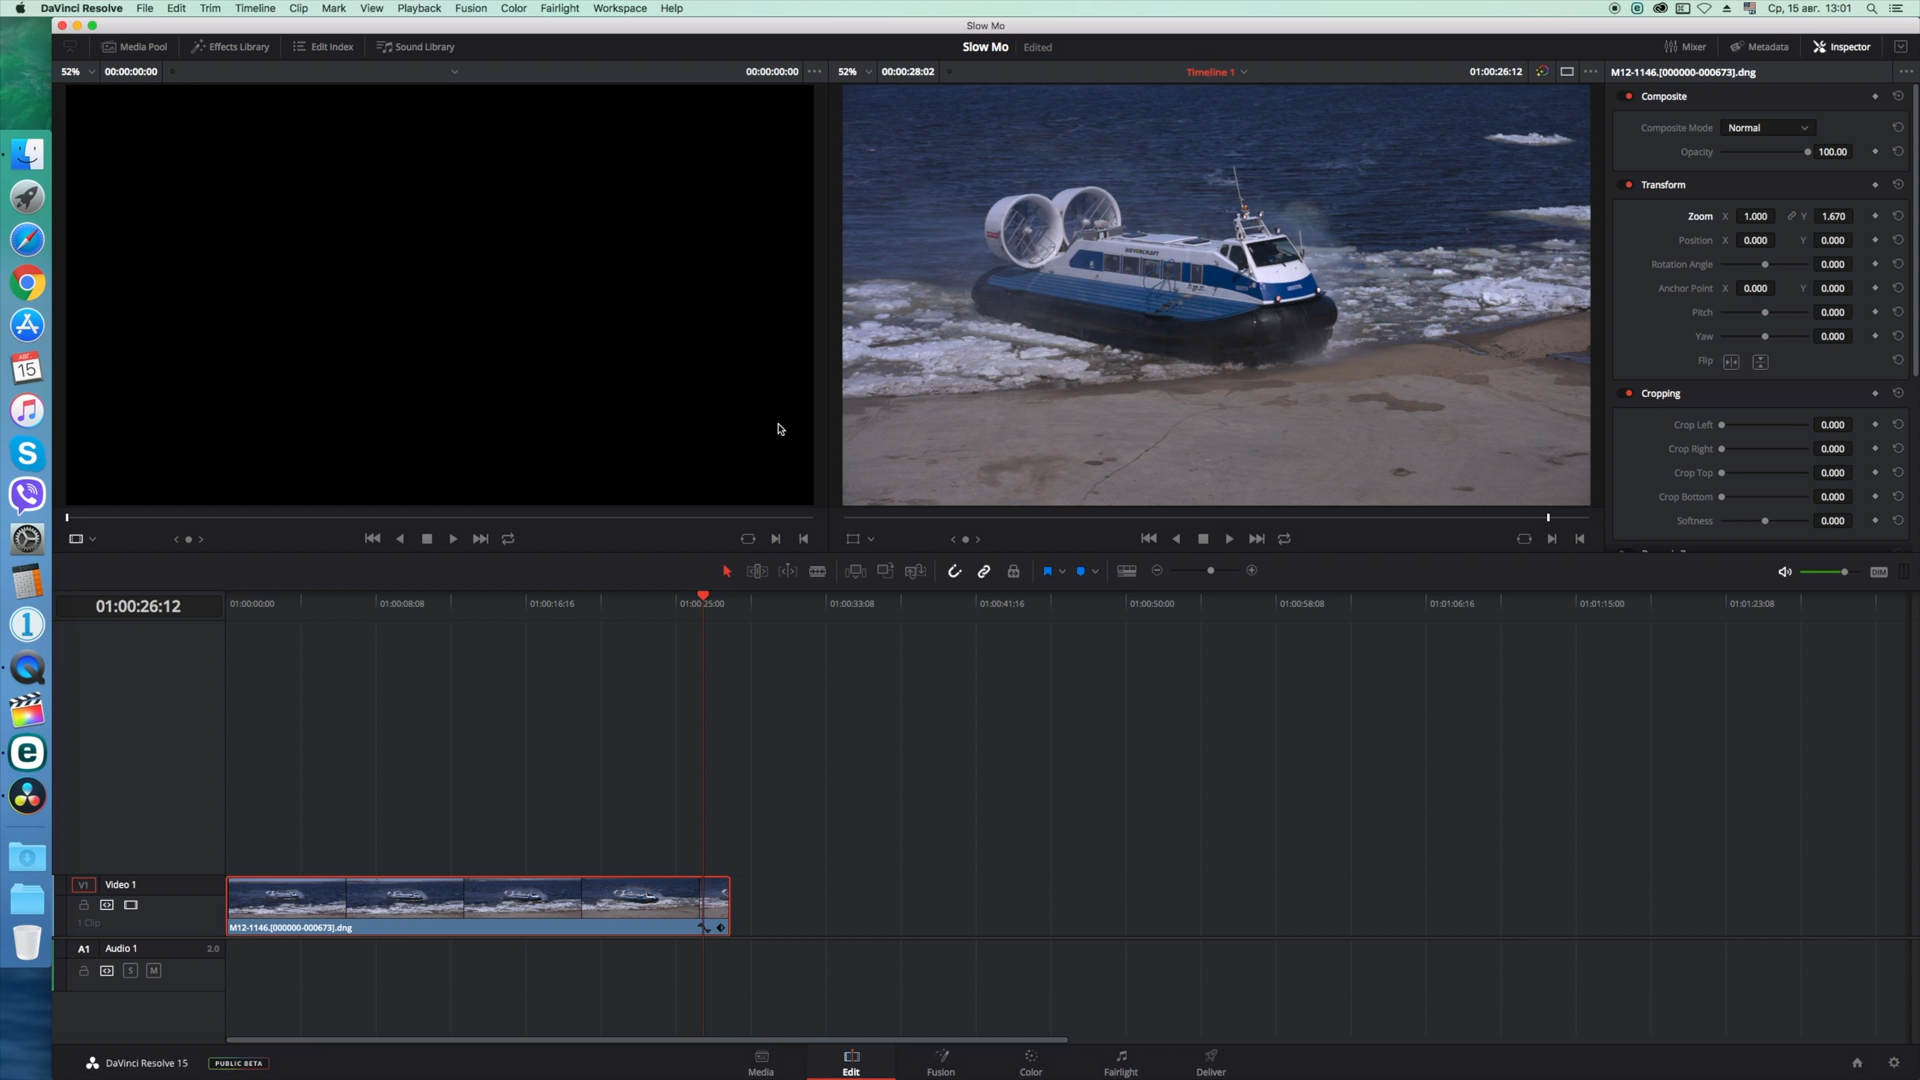 DaVinci Resolve File Edit Trim Timeline Clip Mark View Playback Fusion Color Fairlight Workspace Help
Ср, 15 авг. 13:01
Slow Mo
Media Pool Effects Library Edit Index Sound Library
Slow Mo Edited
Mixer Metadata Inspector
52% 00:00:00:00 00:00:00:00
52% 00:00:28:02 Timeline 1 01:00:26:12
M12-1146.[000000-000673].dng
Composite
Composite Mode Normal
Opacity 100.00
Transform
Zoom X 1.000 Y 1.670
Position X 0.000 Y 0.000
Rotation Angle 0.000
Anchor Point X 0.000 Y 0.000
Pitch 0.000
Yaw 0.000
Flip
Cropping
Crop Left 0.000
Crop Right 0.000
Crop Top 0.000
Crop Bottom 0.000
Softness 0.000
HOVERCRAFT
АВГ.
15
DIM
01:00:26:12
01:00:00:00 01:00:08:08 01:00:16:16 01:00:25:00 01:00:33:08 01:00:41:16 01:00:50:00 01:00:58:08 01:01:06:16 01:01:15:00 01:01:23:08
V1 Video 1
1 Clip
M12-1146.[000000-000673].dng
A1 Audio 1 2.0
S M
DaVinci Resolve 15 PUBLIC BETA
Media Edit Fusion Color Fairlight Deliver